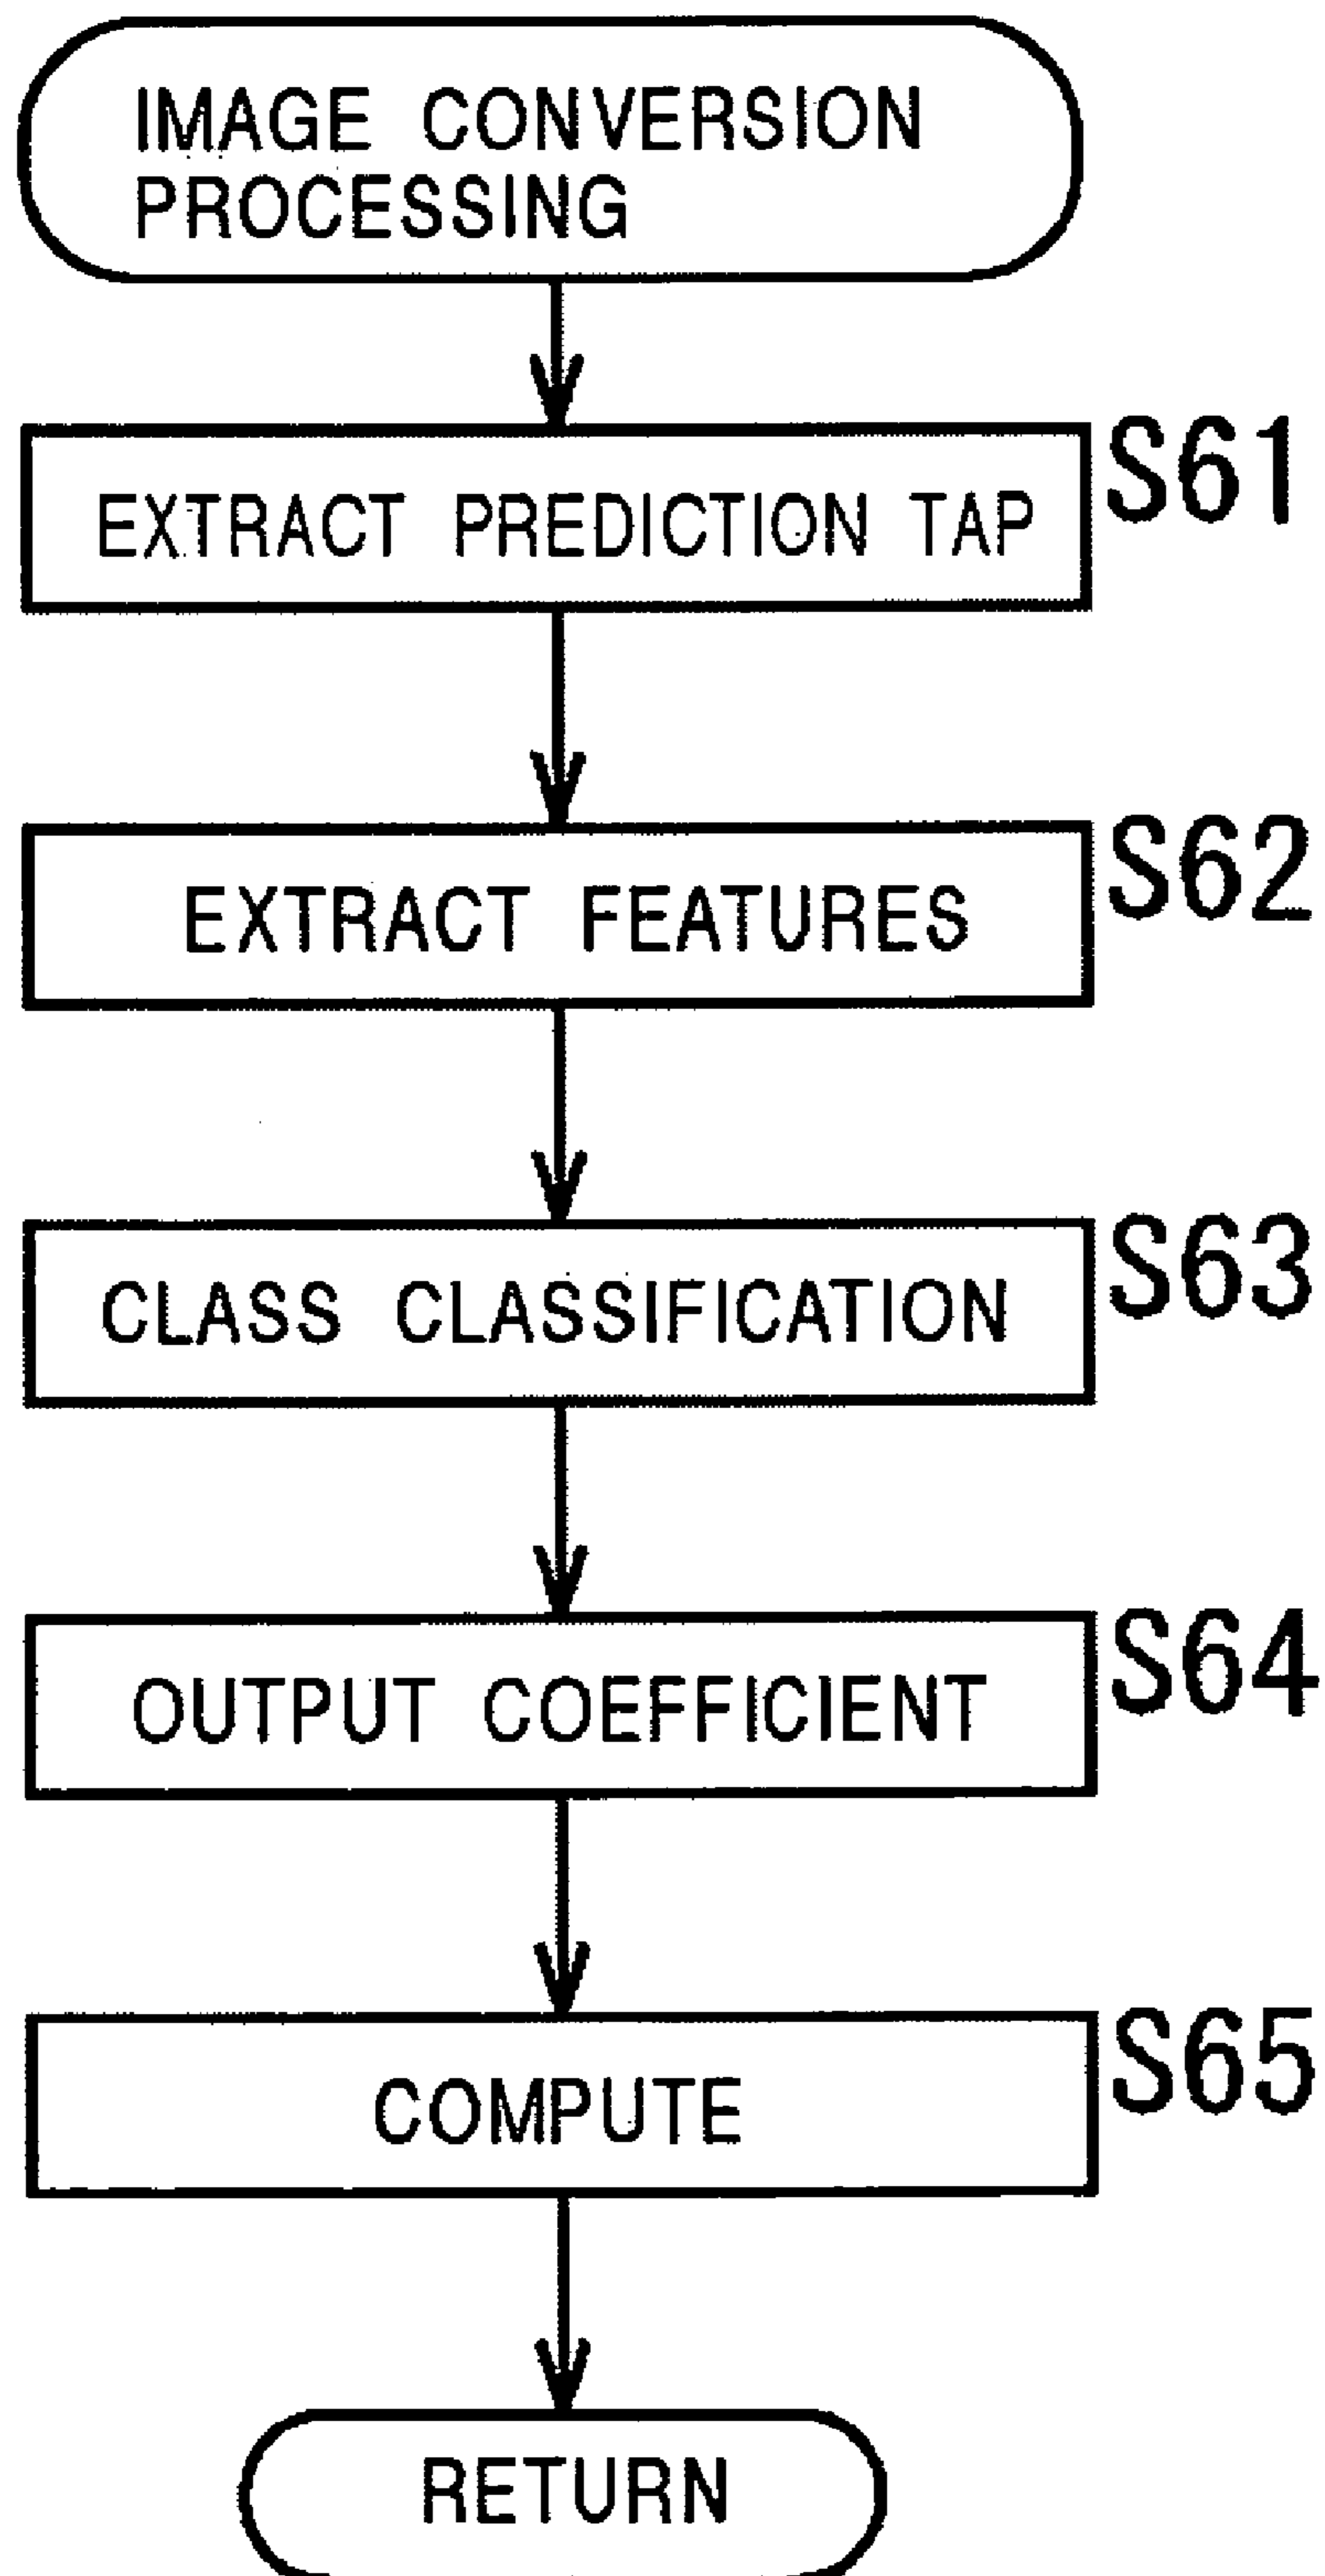 IMAGE CONVERSION
PROCESSING
S61
EXTRACT PREDICTION TAP
S62
EXTRACT FEATURES
S63
CLASS CLASSIFICATION
S64
OUTPUT COEFFICIENT
S65
COMPUTE
RETURN